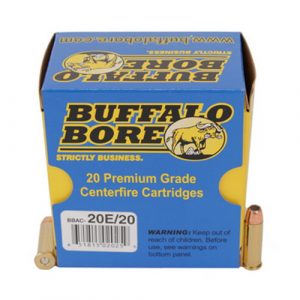 www.buffalobore.com
STRICTLY BUSINESS.
BUFFALO
BORE
BUFFALO
BORE
STRICTLY BUSINESS.
20 Premium Grade
Centerfire Cartridges
BBAC- 20E/20
WARNING: Keep out
of reach of children.
Before use, see
warnings on
bottom panel.